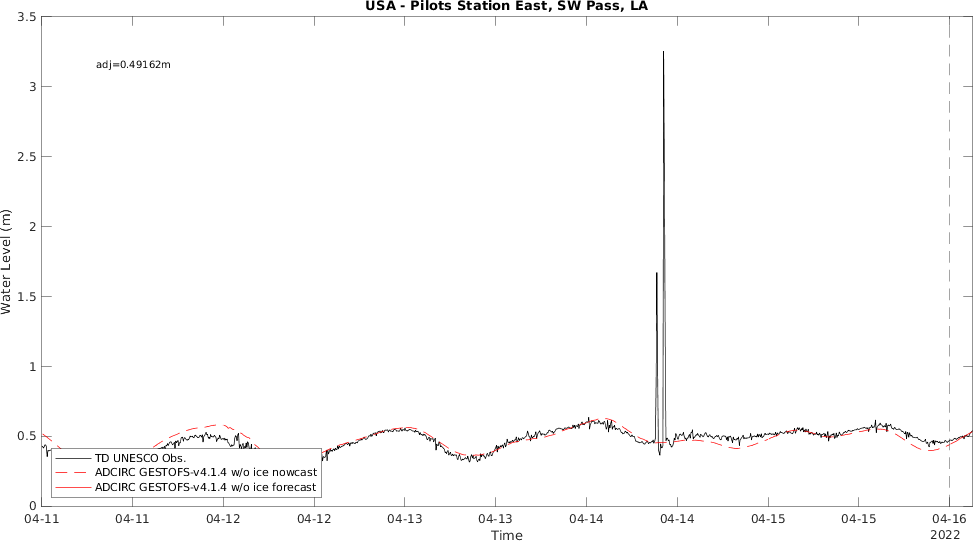 USA - Pilots Station East, SW Pass, LA
3.5
3
2.5
2
1.5
1
0.5
0
Water Level (m)
adj=0.49162m
TD UNESCO Obs.
ADCIRC GESTOFS-v4.1.4 w/o ice nowcast
ADCIRC GESTOFS-v4.1.4 w/o ice forecast
04-11 04-11 04-12 04-12 04-13 04-13 04-14 04-14 04-15 04-15 04-16
Time
2022